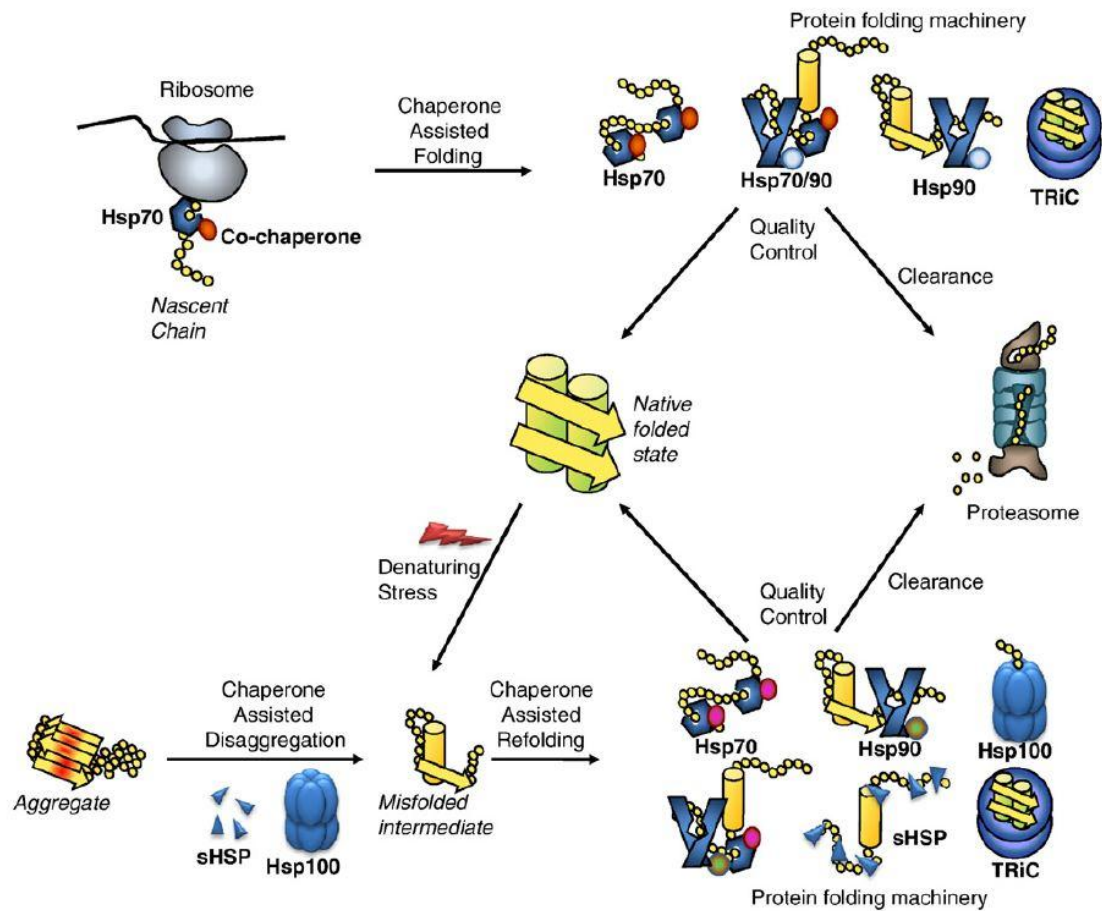 Protein folding machinery
Ribosome
Chaperone
Assisted
Folding
Hsp70
Co-chaperone
Nascent
Chain
Hsp70
Hsp70/90
Hsp90
TRiC
Quality
Control
Clearance
Native
folded
state
Proteasome
Denaturing
Stress
Quality
Control
Clearance
Chaperone
Assisted
Disaggregation
Chaperone
Assisted
Refolding
Aggregate
sHSP
Hsp100
Misfolded
intermediate
Hsp70
Hsp90
Hsp100
sHSP
TRiC
Protein folding machinery